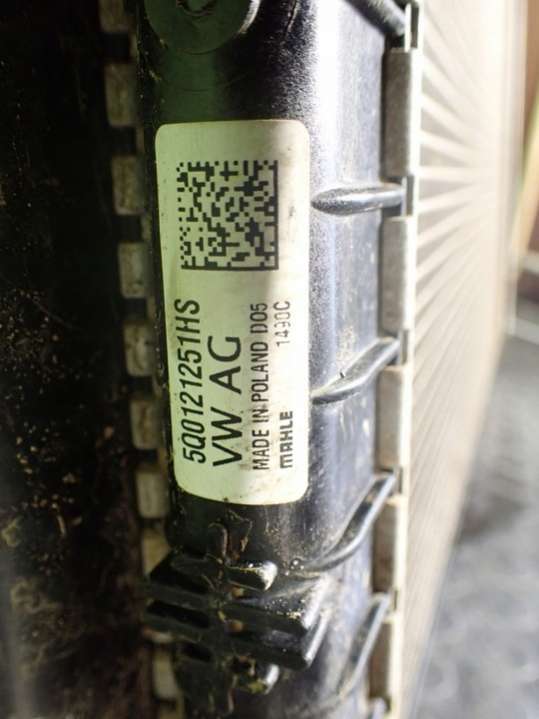 5Q0121251HS
VW AG
MADE IN POLAND D05
MAHLE 1490C